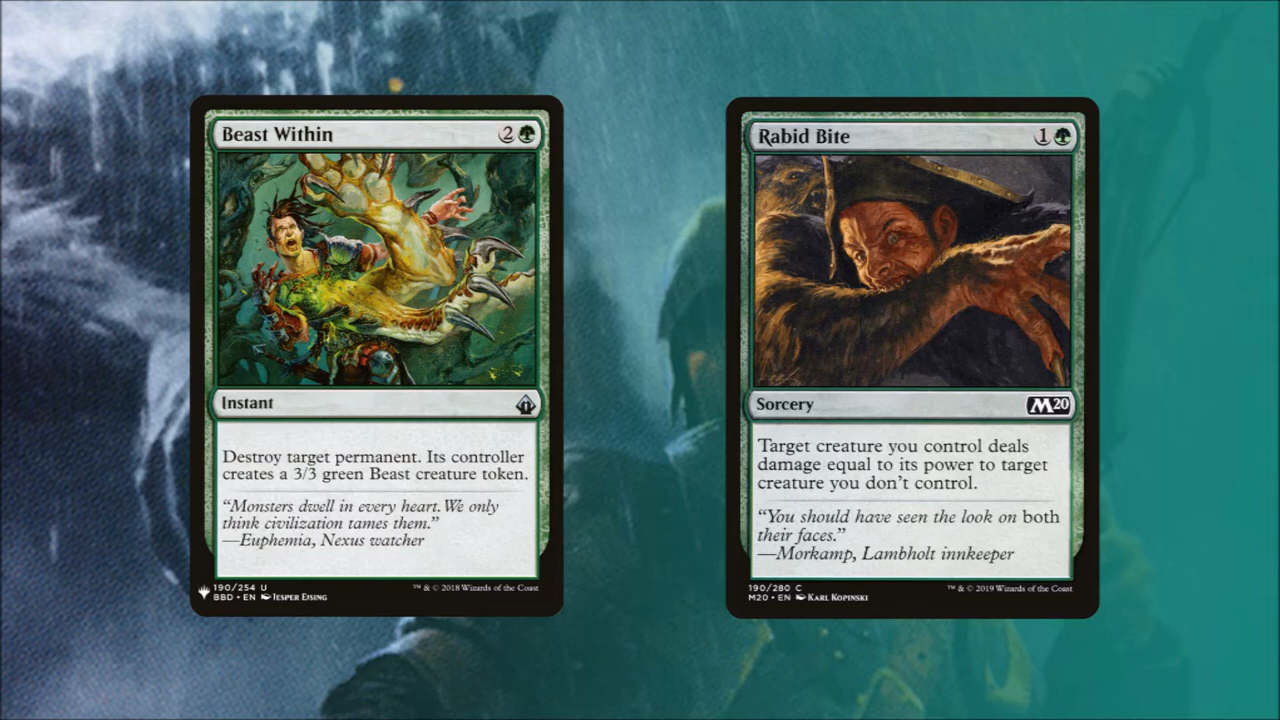 Beast Within
2
Instant
Destroy target permanent. Its controller
creates a 3/3 green Beast creature token.
“Monsters dwell in every heart. We only
think civilization tames them.”
—Euphemia, Nexus watcher
190/254 U
BBD • EN Jesper Ejsing
™ & © 2018 Wizards of the Coast
Rabid Bite
1
Sorcery
M20
Target creature you control deals
damage equal to its power to target
creature you don’t control.
“You should have seen the look on both
their faces.”
—Morkamp, Lambholt innkeeper
190/280 C
M20 • EN Karl Kopinski
™ & © 2019 Wizards of the Coast